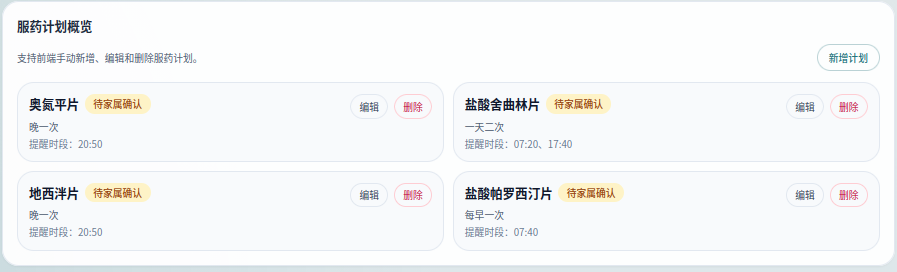 服药计划概览
支持前端手动新增、编辑和删除服药计划。
新增计划
奥氮平片 待家属确认 编辑 删除
晚一次
提醒时段：20:50
盐酸舍曲林片 待家属确认 编辑 删除
一天二次
提醒时段：07:20、17:40
地西泮片 待家属确认 编辑 删除
晚一次
提醒时段：20:50
盐酸帕罗西汀片 待家属确认 编辑 删除
每早一次
提醒时段：07:40